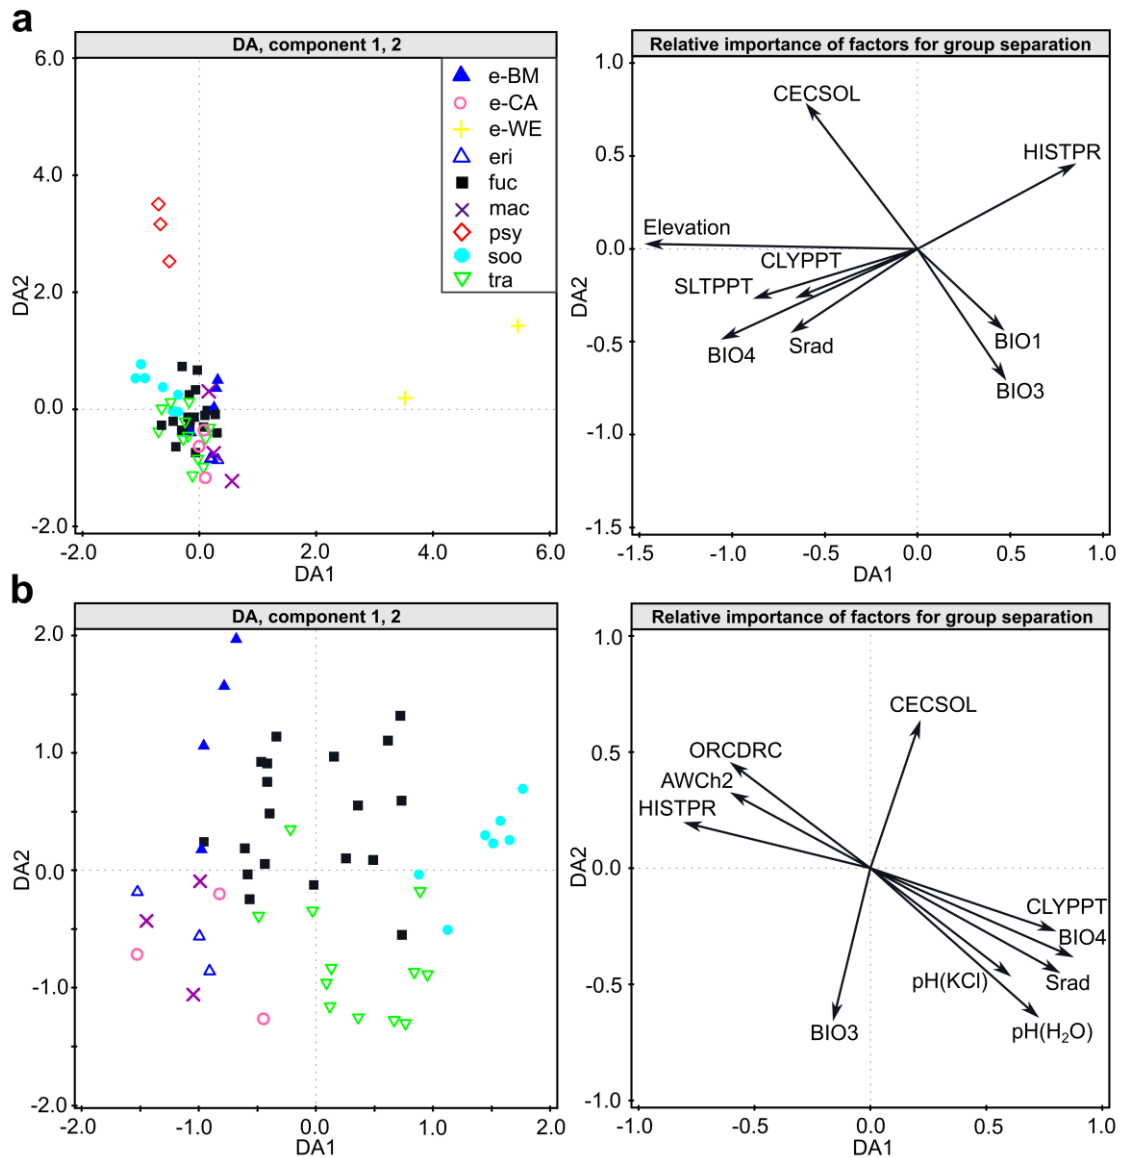 a
DA, component 1, 2
6.0
4.0
2.0
0.0
-2.0
DA2
e-BM
e-CA
e-WE
eri
fuc
mac
psy
soo
tra
-2.0 0.0 2.0 4.0 6.0
DA1
Relative importance of factors for group separation
1.0
0.5
0.0
-0.5
-1.0
-1.5
DA2
CECSOL
HISTPR
Elevation
CLYPPT
SLTPPT
BIO4
Srad
BIO1
BIO3
-1.5 -1.0 -0.5 0.0 0.5 1.0
DA1
b
DA, component 1, 2
2.0
1.0
0.0
-1.0
-2.0
DA2
-2.0 -1.0 0.0 1.0 2.0
DA1
Relative importance of factors for group separation
1.0
0.5
0.0
-0.5
-1.0
DA2
CECSOL
ORCDRC
AWCh2
HISTPR
CLYPPT
BIO4
Srad
pH(KCl)
pH(H₂O)
BIO3
-1.0 -0.5 0.0 0.5 1.0
DA1